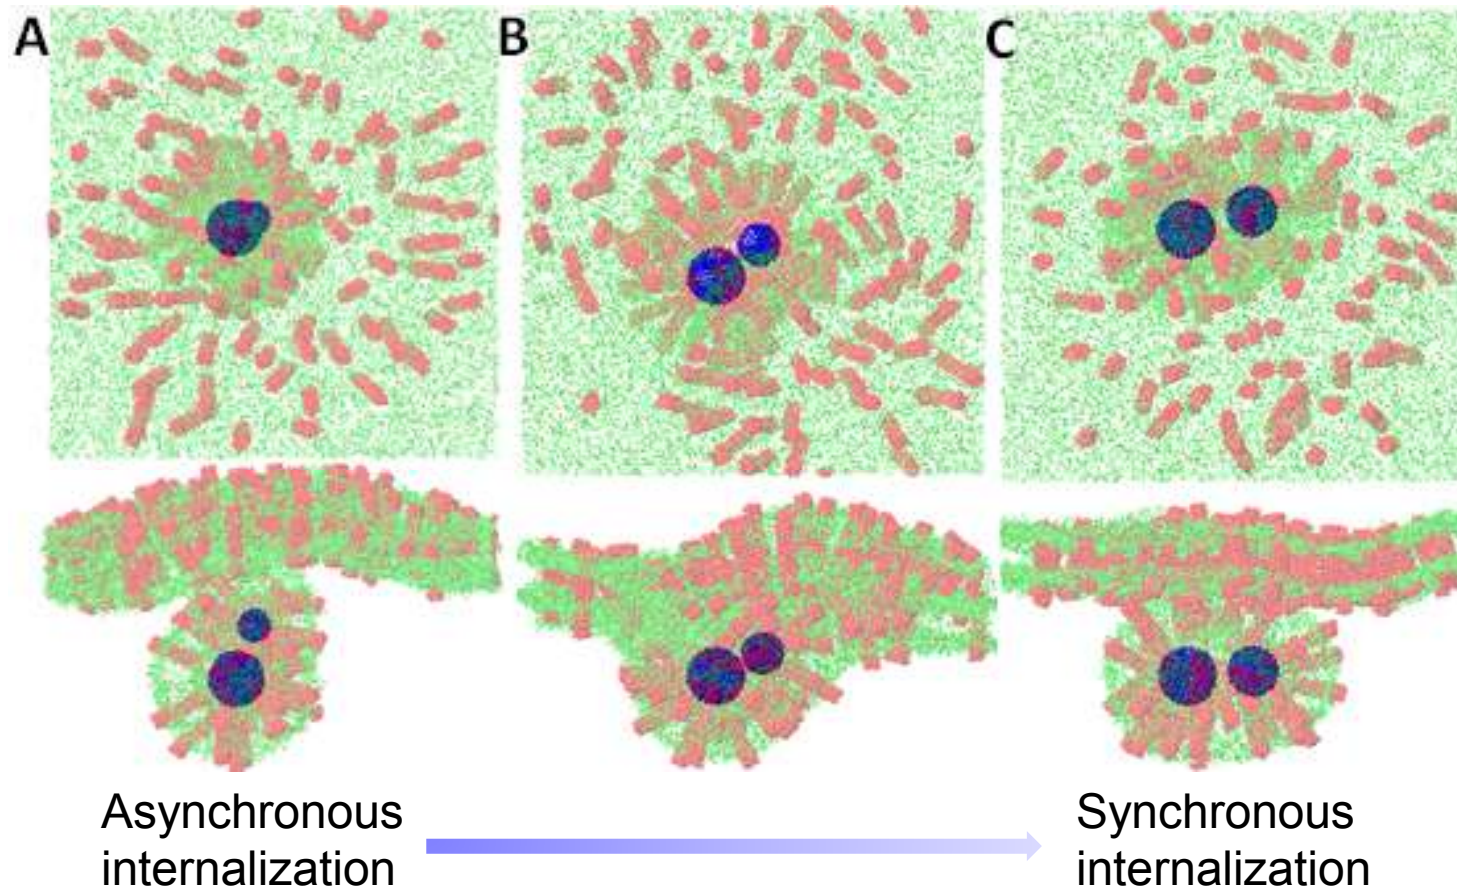 A
B
C
Asynchronous
internalization
Synchronous
internalization